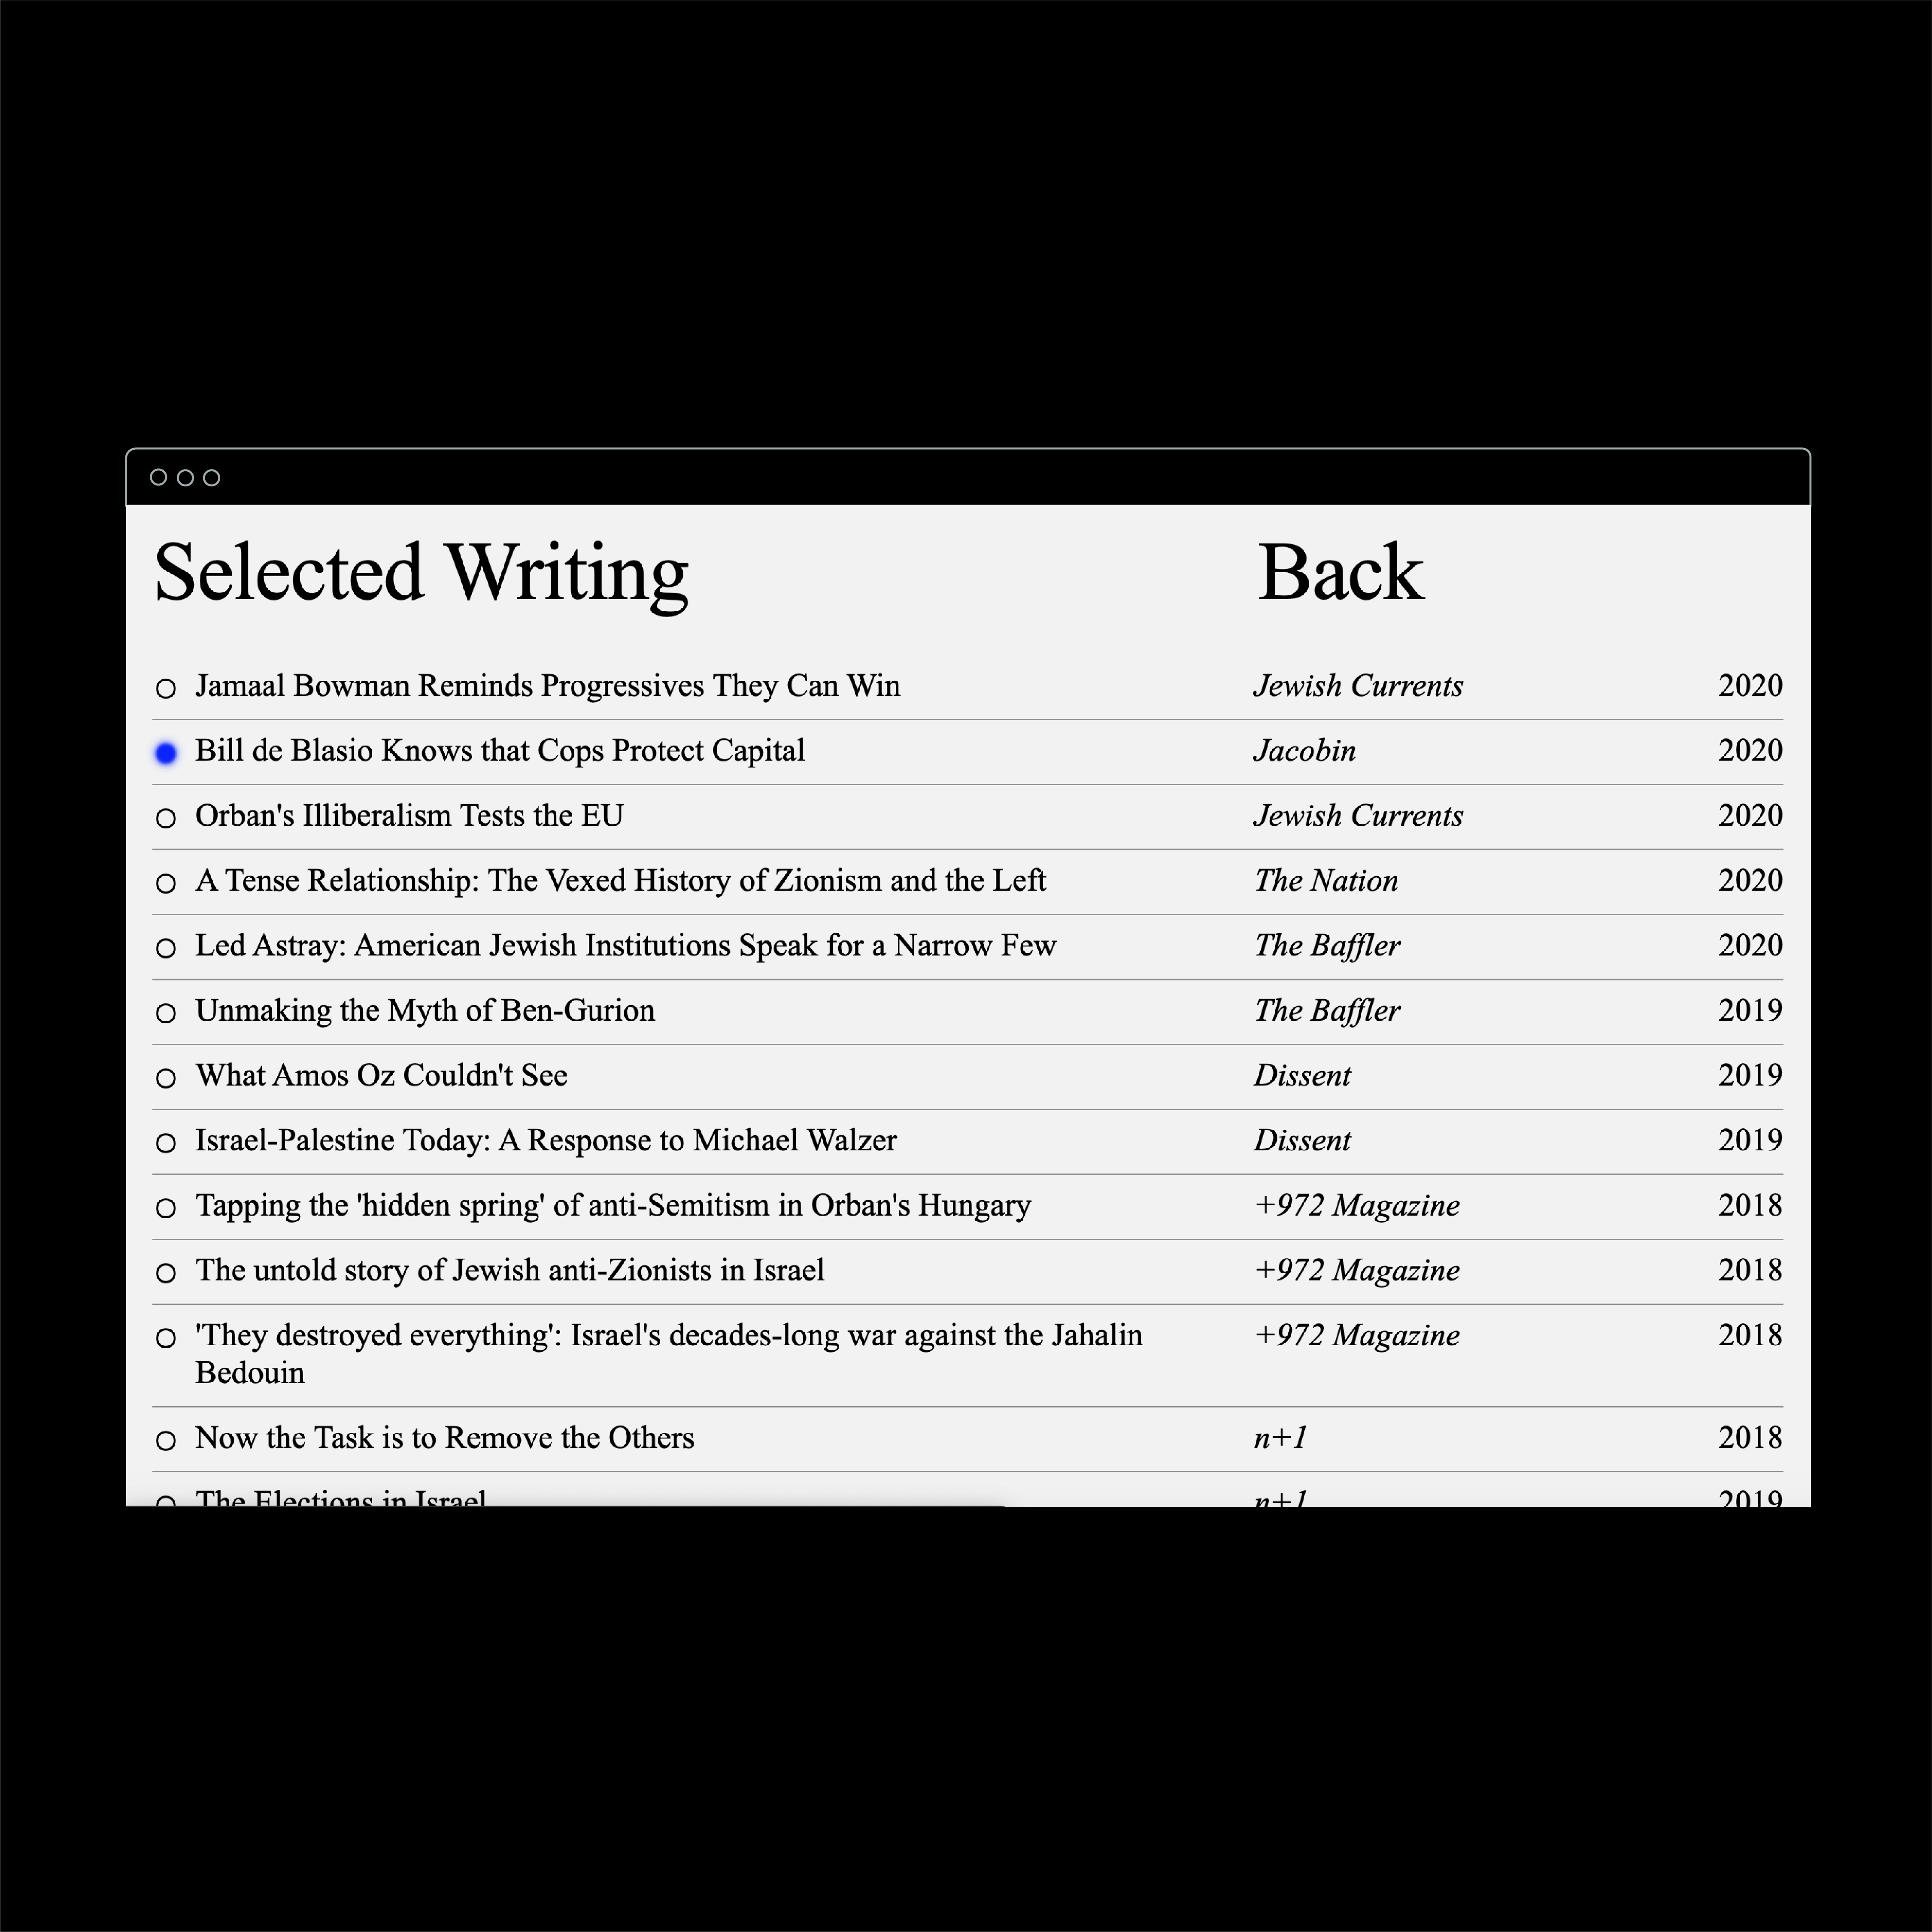 Selected Writing Back
Jamaal Bowman Reminds Progressives They Can Win Jewish Currents 2020
Bill de Blasio Knows that Cops Protect Capital Jacobin 2020
Orban's Illiberalism Tests the EU Jewish Currents 2020
A Tense Relationship: The Vexed History of Zionism and the Left The Nation 2020
Led Astray: American Jewish Institutions Speak for a Narrow Few The Baffler 2020
Unmaking the Myth of Ben-Gurion The Baffler 2019
What Amos Oz Couldn't See Dissent 2019
Israel-Palestine Today: A Response to Michael Walzer Dissent 2019
Tapping the 'hidden spring' of anti-Semitism in Orban's Hungary +972 Magazine 2018
The untold story of Jewish anti-Zionists in Israel +972 Magazine 2018
'They destroyed everything': Israel's decades-long war against the Jahalin +972 Magazine 2018
Bedouin
Now the Task is to Remove the Others n+1 2018
The Elections in Israel n+1 2019